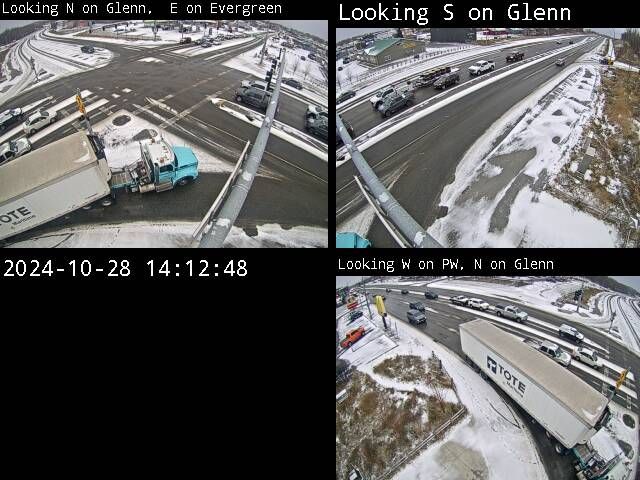 Looking N on Glenn,  E on Evergreen
Looking S on Glenn
TOTE
2024-10-28 14:12:48
Looking W on PW, N on Glenn
TOTE